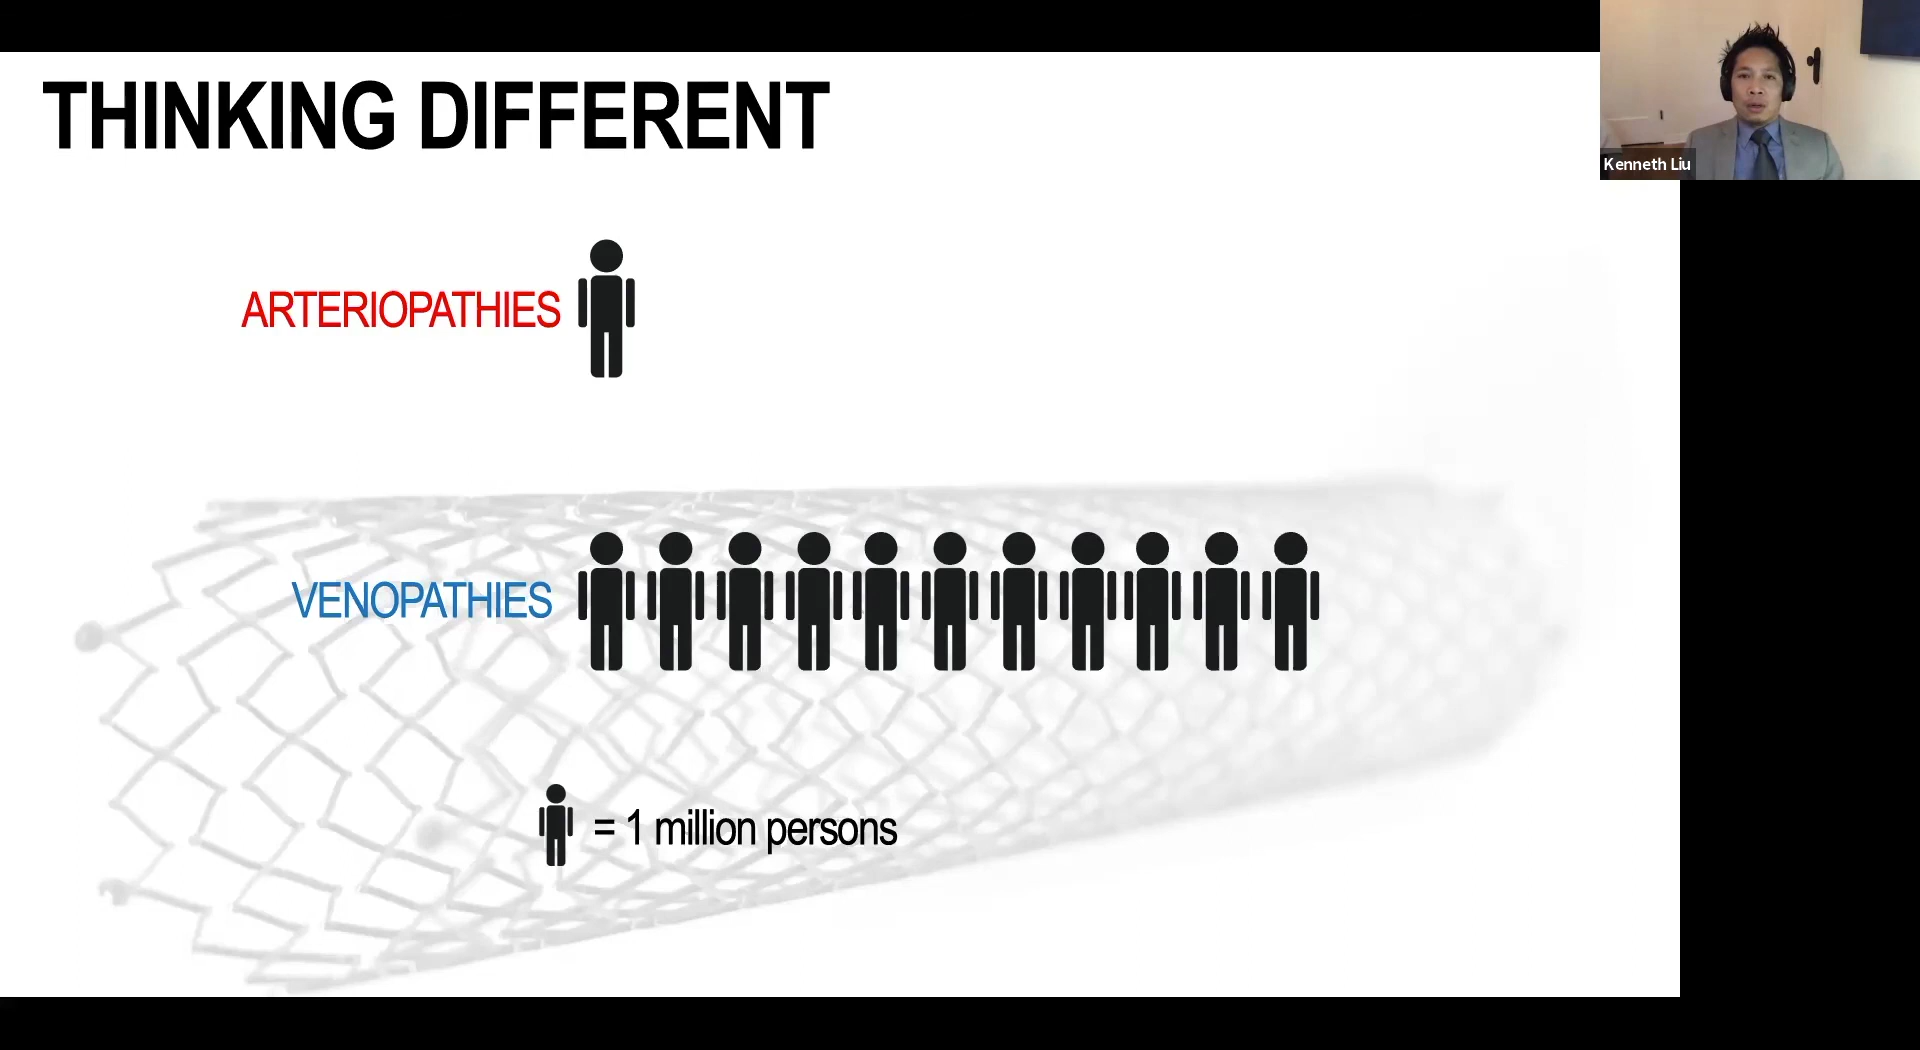 THINKING DIFFERENT
Kenneth Liu
ARTERIOPATHIES
VENOPATHIES
= 1 million persons